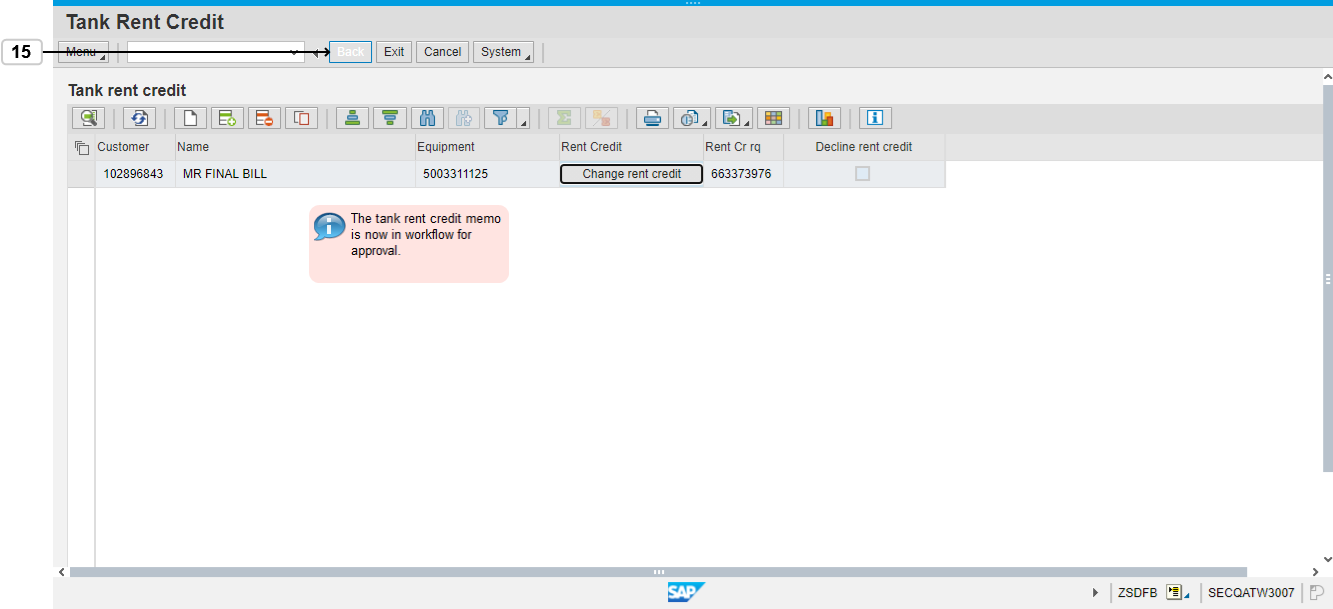 Tank Rent Credit
15
Menu
Back
Exit
Cancel
System
Tank rent credit
Customer
Name
Equipment
Rent Credit
Rent Cr rq
Decline rent credit
102896843
MR FINAL BILL
5003311125
Change rent credit
663373976
The tank rent credit memo
is now in workflow for
approval.
SAP
ZSDFB
SECQATW3007